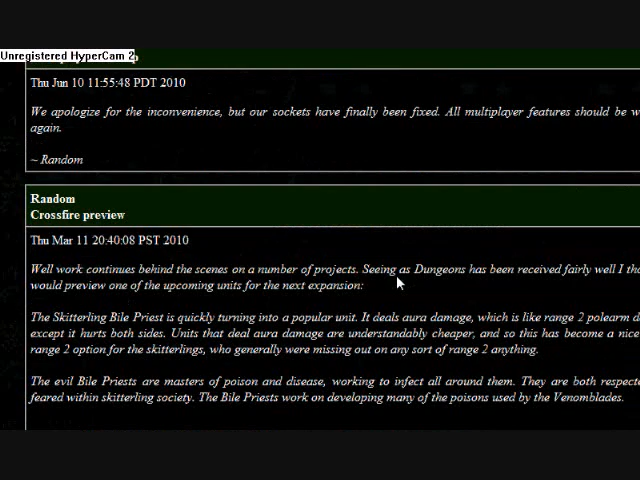 Unregistered HyperCam 2
Thu Jun 10 11:55:48 PDT 2010
We apologize for the inconvenience, but our sockets have finally been fixed. All multiplayer features should be
again.
~ Random
Random
Crossfire preview
Thu Mar 11 20:40:08 PST 2010
Well work continues behind the scenes on a number of projects. Seeing as Dungeons has been received fairly well I
would preview one of the upcoming units for the next expansion:
The Skitterling Bile Priest is quickly turning into a popular unit. It deals aura damage, which is like range 2 polearm
except it hurts both sides. Units that deal aura damage are understandably cheaper, and so this has become a nice
range 2 option for the skitterlings, who generally were missing out on any sort of range 2 anything.
The evil Bile Priests are masters of poison and disease, working to infect all around them. They are both
feared within skitterling society. The Bile Priests work on developing many of the poisons used by the Venomblades.